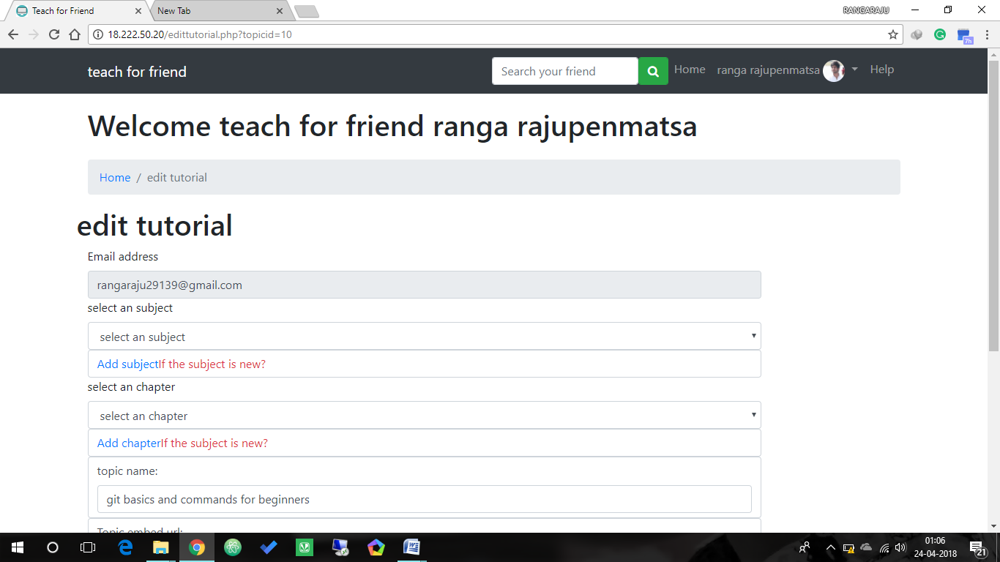 Teach for Friend
New Tab
RANGARAJU
18.222.50.20/edittutorial.php?topicid=10
7h
teach for friend
Search your friend
Home
ranga rajupenmatsa
Help
Welcome teach for friend ranga rajupenmatsa
Home / edit tutorial
edit tutorial
Email address
rangaraju29139@gmail.com
select an subject
select an subject
Add subjectIf the subject is new?
select an chapter
select an chapter
Add chapterIf the subject is new?
topic name:
git basics and commands for beginners
Topic embed url:
01:06
24-04-2018
21